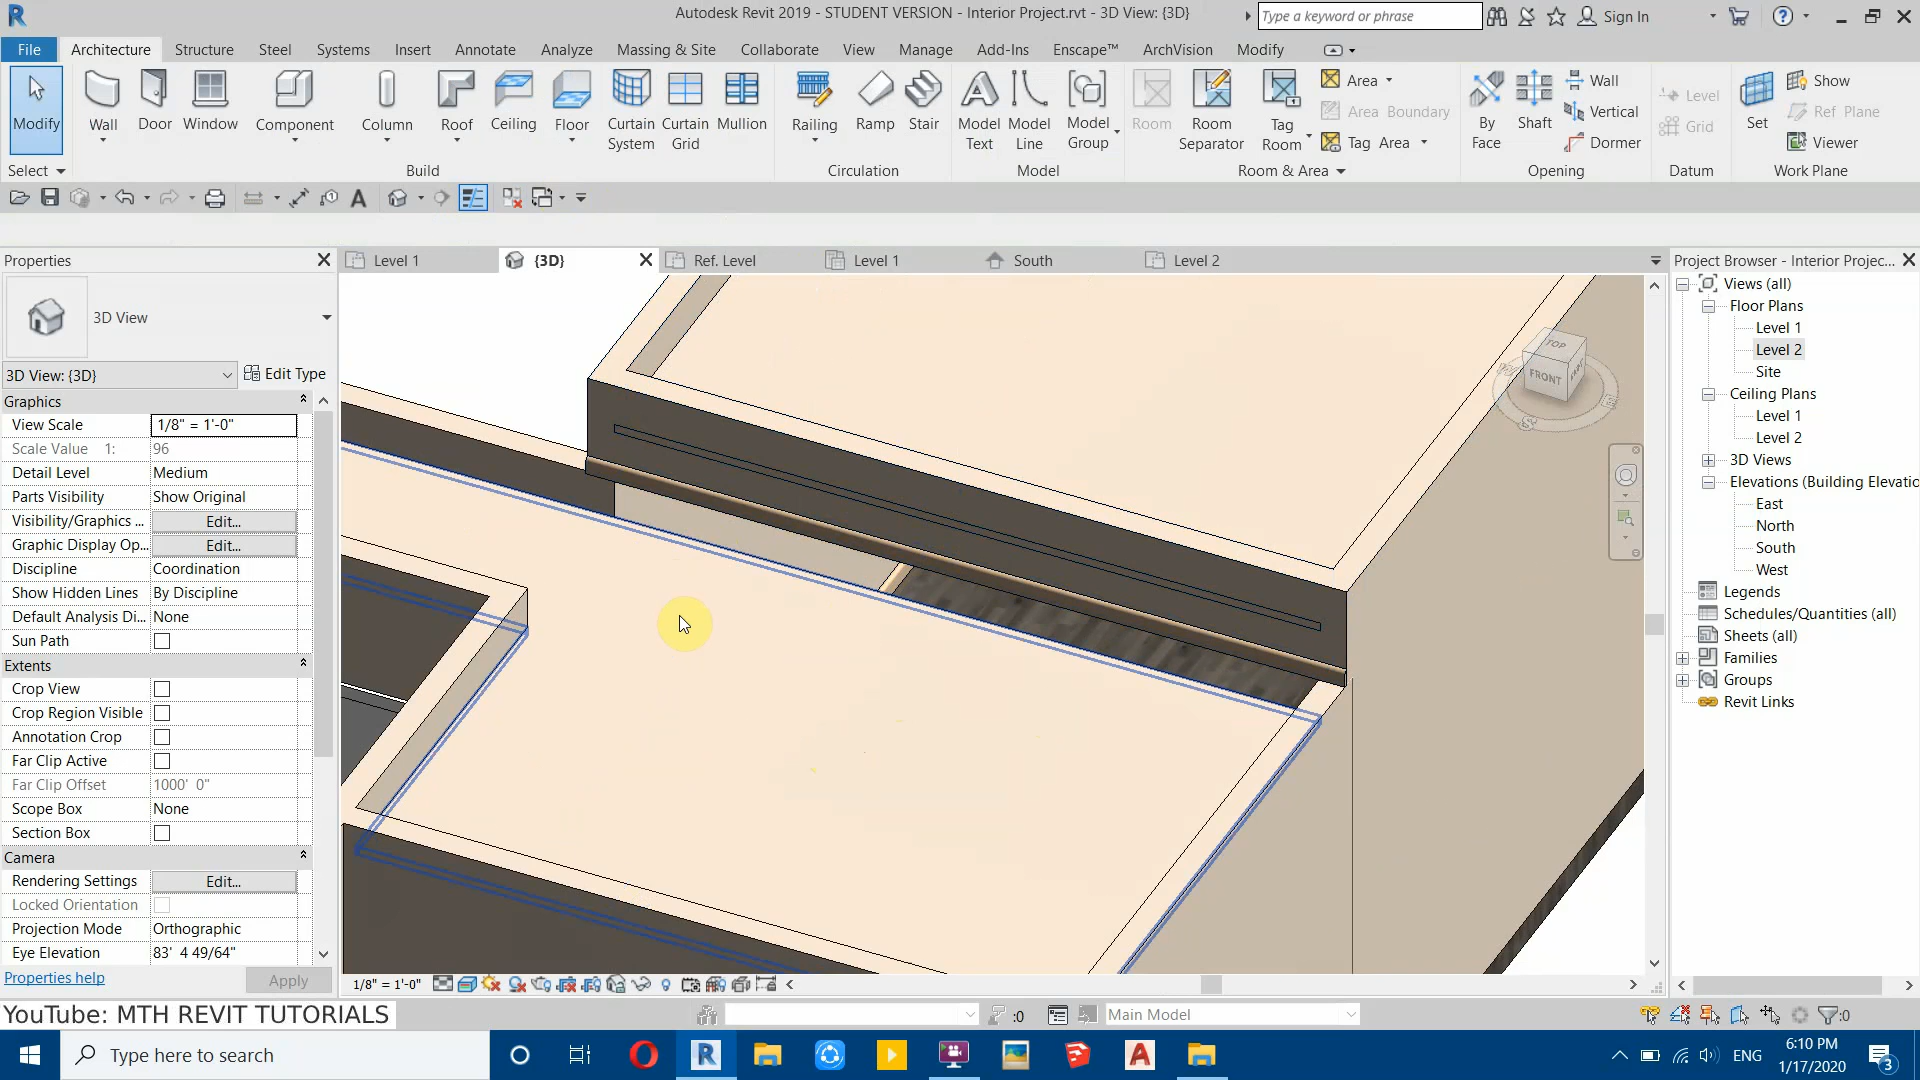 Autodesk Revit 2019 - STUDENT VERSION - Interior Project.rvt - 3D View: {3D}
Type a keyword or phrase
Sign In
File Architecture Structure Steel Systems Insert Annotate Analyze Massing & Site Collaborate View Manage Add-Ins Enscape™ ArchVision Modify
Modify Wall Door Window Component Column Roof Ceiling Floor Curtain System Curtain Grid Mullion Railing Ramp Stair Model Text Model Line Model Group Room Room Separator Tag Room Area Area Boundary Tag Area By Face Shaft Wall Vertical Dormer Level Grid Set Show Ref Plane Viewer
Select Build Circulation Model Room & Area Opening Datum Work Plane
Properties
Level 1 {3D} Ref. Level Level 1 South Level 2
Project Browser - Interior Projec...
3D View
3D View: {3D} Edit Type
Graphics
View Scale 1/8" = 1'-0"
Scale Value 1: 96
Detail Level Medium
Parts Visibility Show Original
Visibility/Graphics ... Edit...
Graphic Display Op... Edit...
Discipline Coordination
Show Hidden Lines By Discipline
Default Analysis Di... None
Sun Path
Extents
Crop View
Crop Region Visible
Annotation Crop
Far Clip Active
Far Clip Offset 1000' 0"
Scope Box None
Section Box
Camera
Rendering Settings Edit...
Locked Orientation
Projection Mode Orthographic
Eye Elevation 83' 4 49/64"
Properties help Apply
TOP
FRONT
S
Views (all)
Floor Plans
Level 1
Level 2
Site
Ceiling Plans
Level 1
Level 2
3D Views
Elevations (Building Elevatio
East
North
South
West
Legends
Schedules/Quantities (all)
Sheets (all)
Families
Groups
Revit Links
1/8" = 1'-0"
YouTube: MTH REVIT TUTORIALS
:0
Main Model
:0
Type here to search
ENG
6:10 PM
1/17/2020
3